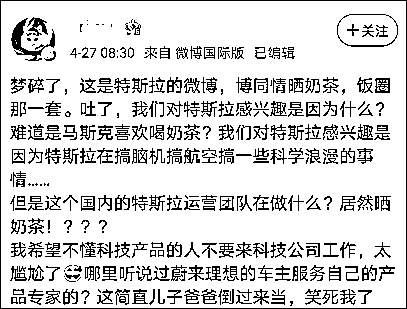 +关注
4-27 08:30 来自 微博国际版 已编辑
梦碎了，这是特斯拉的微博，博同情晒奶茶，饭圈
那一套。吐了，我们对特斯拉感兴趣是因为什么？
难道是马斯克喜欢喝奶茶？我们对特斯拉感兴趣是
因为特斯拉在搞脑机搞航空搞一些科学浪漫的事
情……
但是这个国内的特斯拉运营团队在做什么？居然晒
奶茶！？？？
我希望不懂科技产品的人不要来科技公司工作，太
尴尬了😅哪里听说过蔚来理想的车主服务自己的产
品专家的？这简直儿子爸爸倒过来当，笑死我了